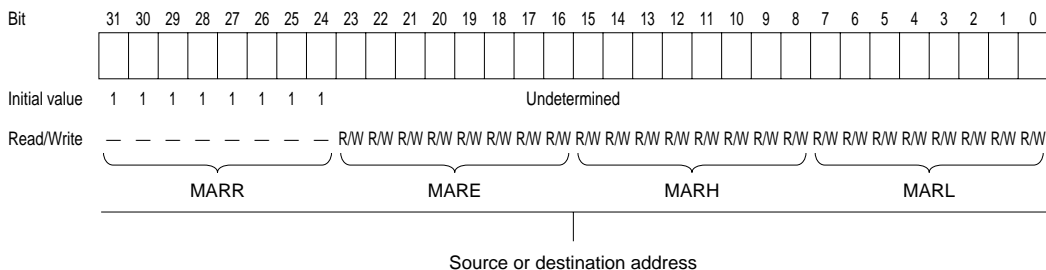 Bit 31 30 29 28 27 26 25 24 23 22 21 20 19 18 17 16 15 14 13 12 11 10 9 8 7 6 5 4 3 2 1 0
Initial value 1 1 1 1 1 1 1 1 Undetermined
Read/Write — — — — — — — — R/W R/W R/W R/W R/W R/W R/W R/W R/W R/W R/W R/W R/W R/W R/W R/W R/W R/W R/W R/W R/W R/W R/W R/W
MARR MARE MARH MARL
Source or destination address